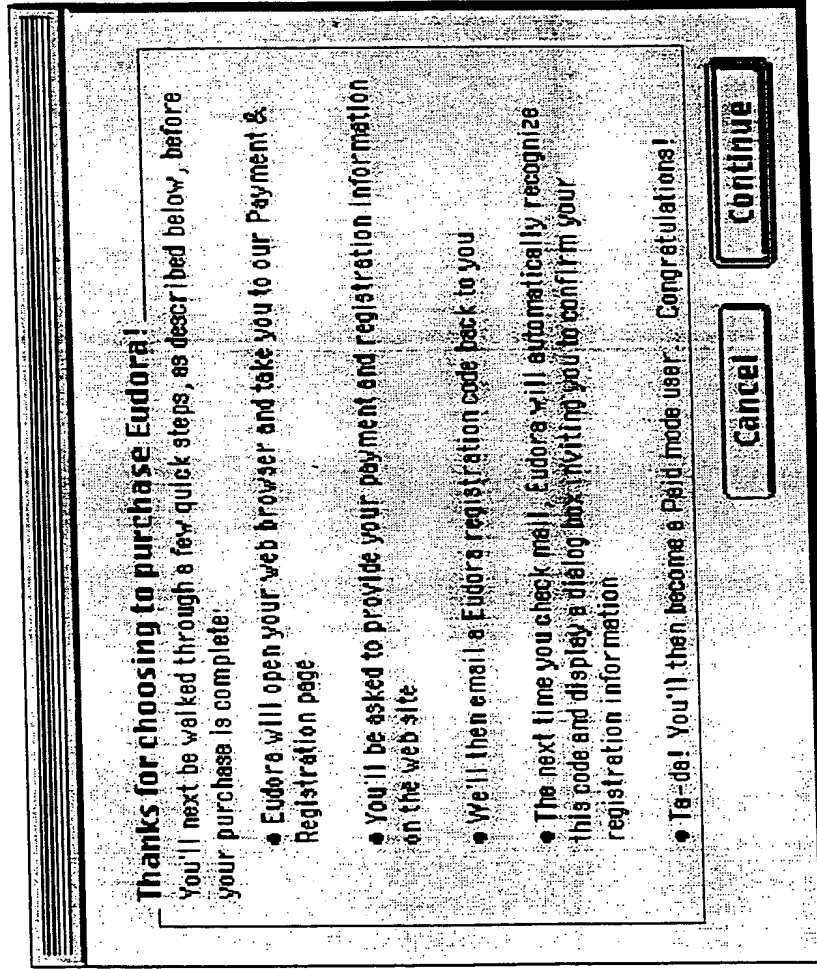 Thanks for choosing to purchase Eudora!
You'll next be walked through a few quick steps, as described below, before
your purchase is complete:
• Eudora will open your web browser and take you to our Payment &
Registration page
• You'll be asked to provide your payment and registration information
on the web site
• We'll then email a Eudora registration code back to you
• The next time you check mail, Eudora will automatically recognize
this code and display a dialog box inviting you to confirm your
registration information
• Ta-da! You'll then become a Paid mode user... Congratulations!
Cancel
Continue